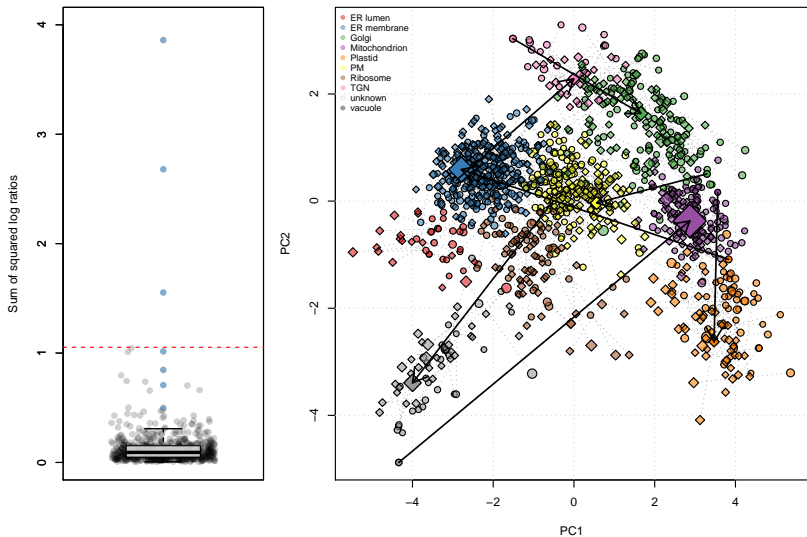 Sum of squared log ratios
4
3
2
1
0
ER lumen
ER membrane
Golgi
Mitochondrion
Plastid
PM
Ribosome
TGN
unknown
vacuole
PC2
2
0
−2
−4
−4
−2
0
2
4
PC1